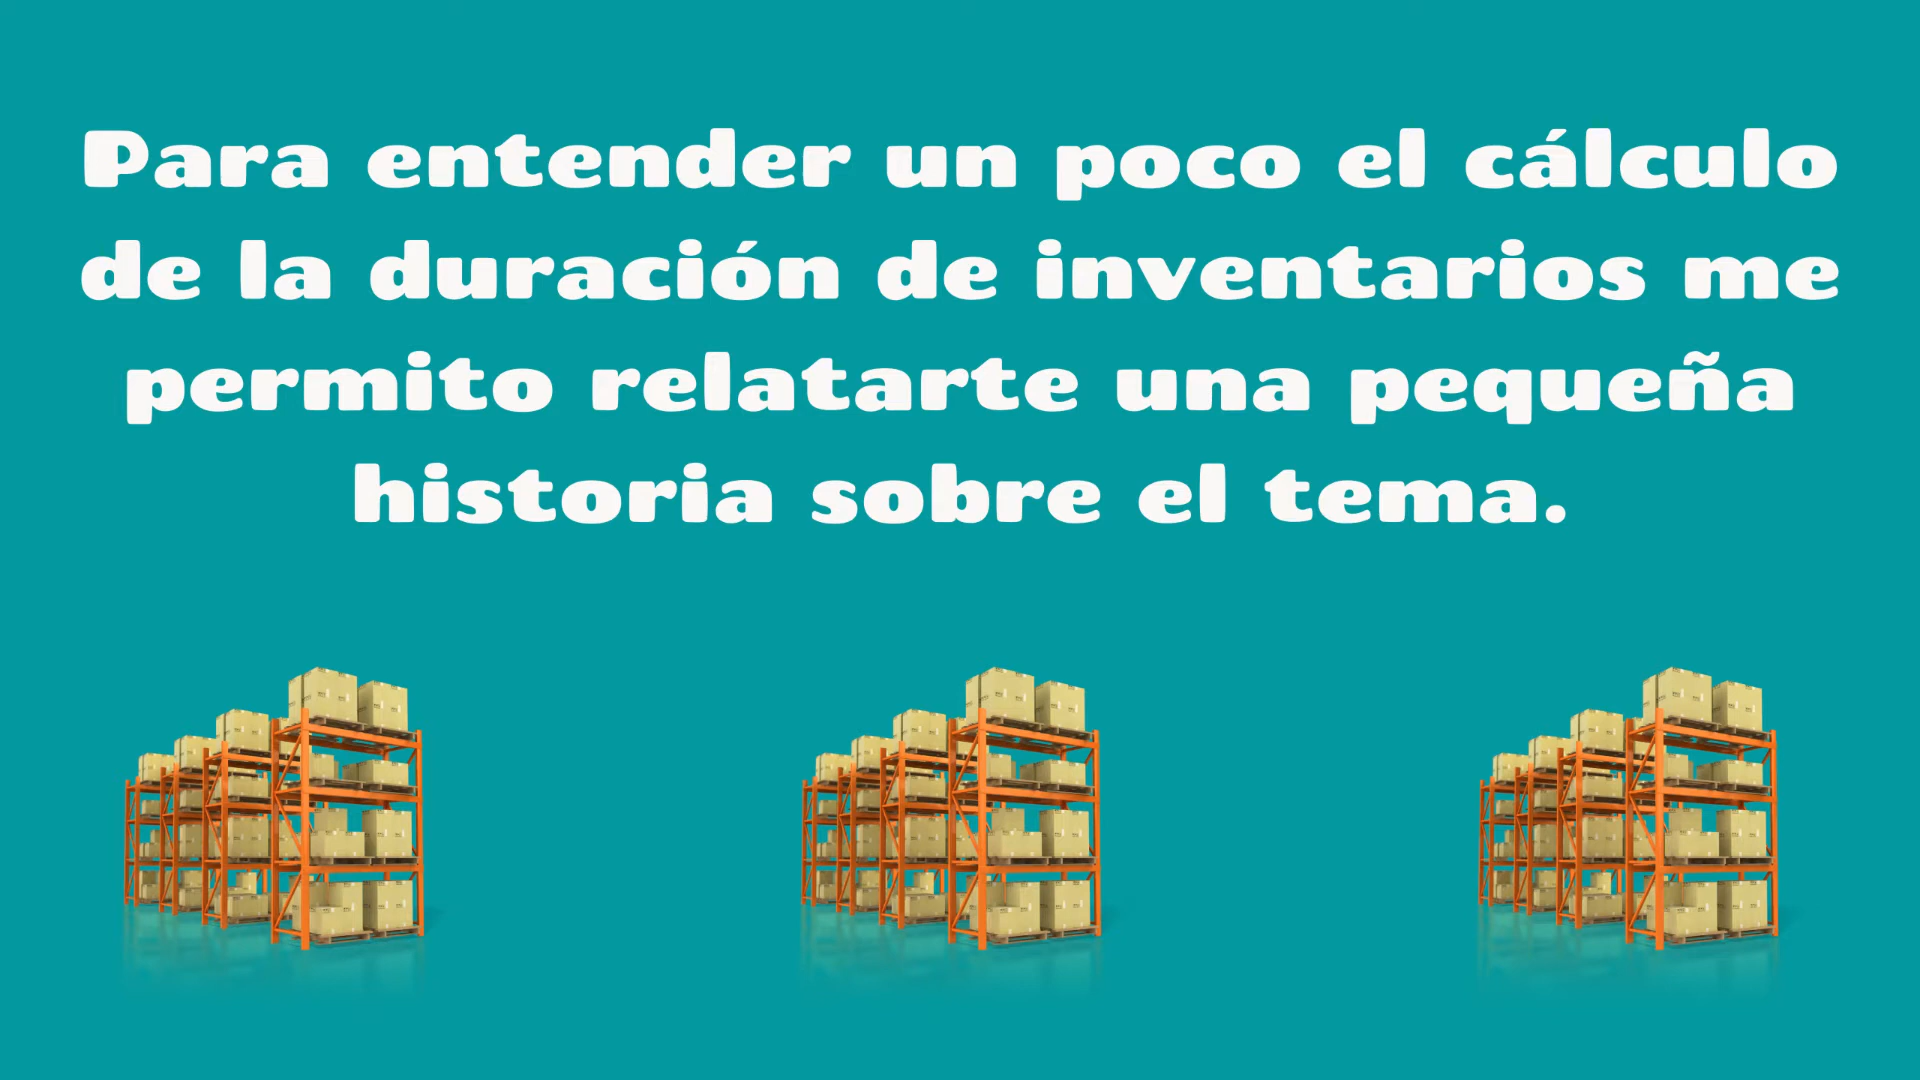 Para entender un poco el cálculo
de la duración de inventarios me
permito relatarte una pequeña
historia sobre el tema.